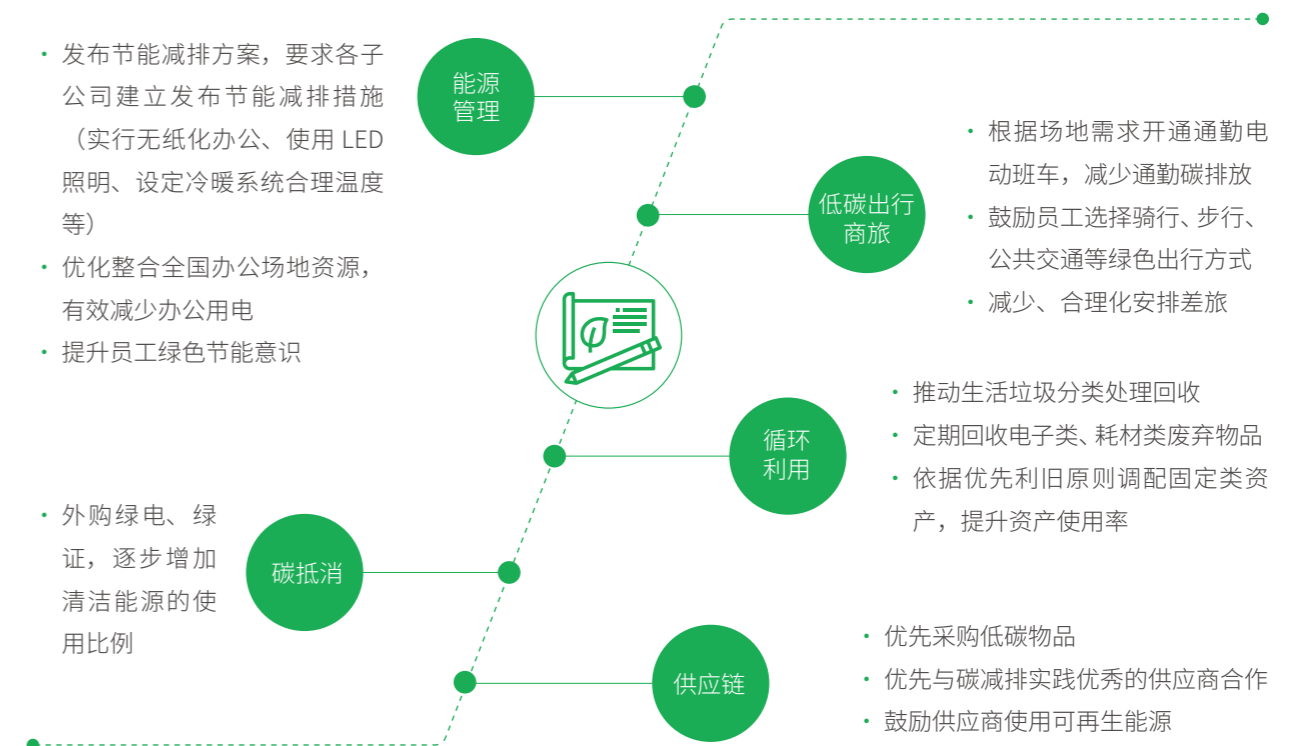 能源
管理
· 发布节能减排方案，要求各子
公司建立发布节能减排措施
（实行无纸化办公、使用 LED
照明、设定冷暖系统合理温度
等）
· 优化整合全国办公场地资源，
有效减少办公用电
· 提升员工绿色节能意识
低碳出行
商旅
· 根据场地需求开通通勤电
动班车，减少通勤碳排放
· 鼓励员工选择骑行、步行、
公共交通等绿色出行方式
· 减少、合理化安排差旅
循环
利用
· 推动生活垃圾分类处理回收
· 定期回收电子类、耗材类废弃物品
· 依据优先利旧原则调配固定类资
产，提升资产使用率
碳抵消
· 外购绿电、绿
证，逐步增加
清洁能源的使
用比例
供应链
· 优先采购低碳物品
· 优先与碳减排实践优秀的供应商合作
· 鼓励供应商使用可再生能源